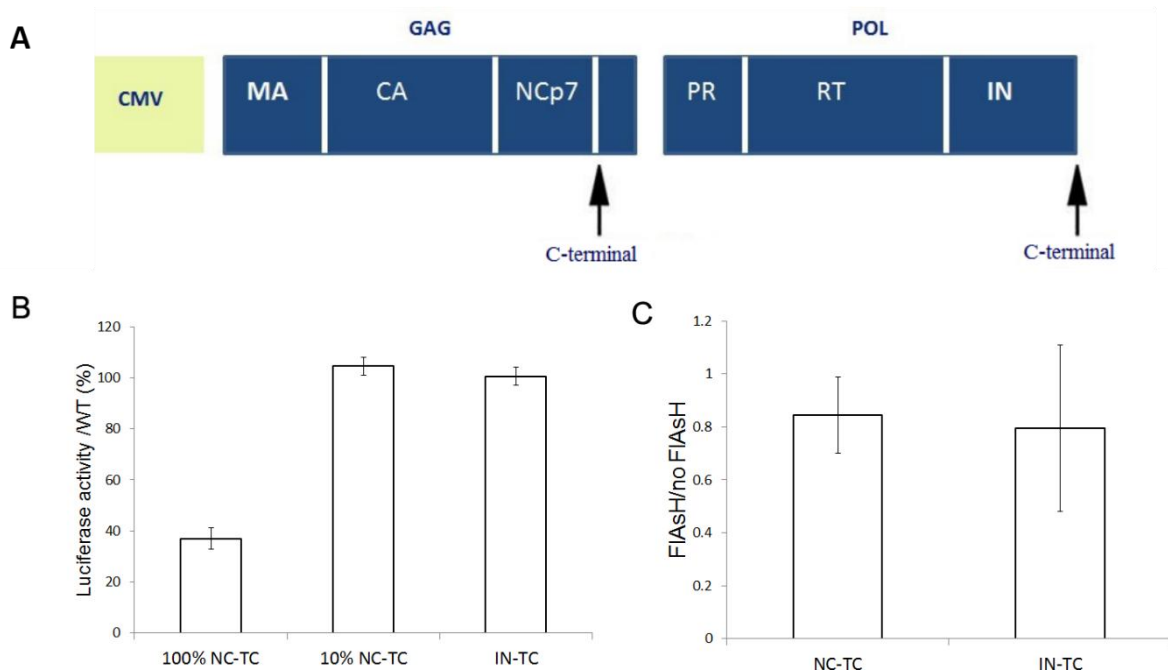 A
GAG
POL
CMV
MA
CA
NCp7
PR
RT
IN
C-terminal
C-terminal
B
Luciferase activity /WT (%)
120
100
80
60
40
20
0
100% NC-TC
10% NC-TC
IN-TC
C
FlAsH/no FlAsH
1.2
1
0.8
0.6
0.4
0.2
0
NC-TC
IN-TC